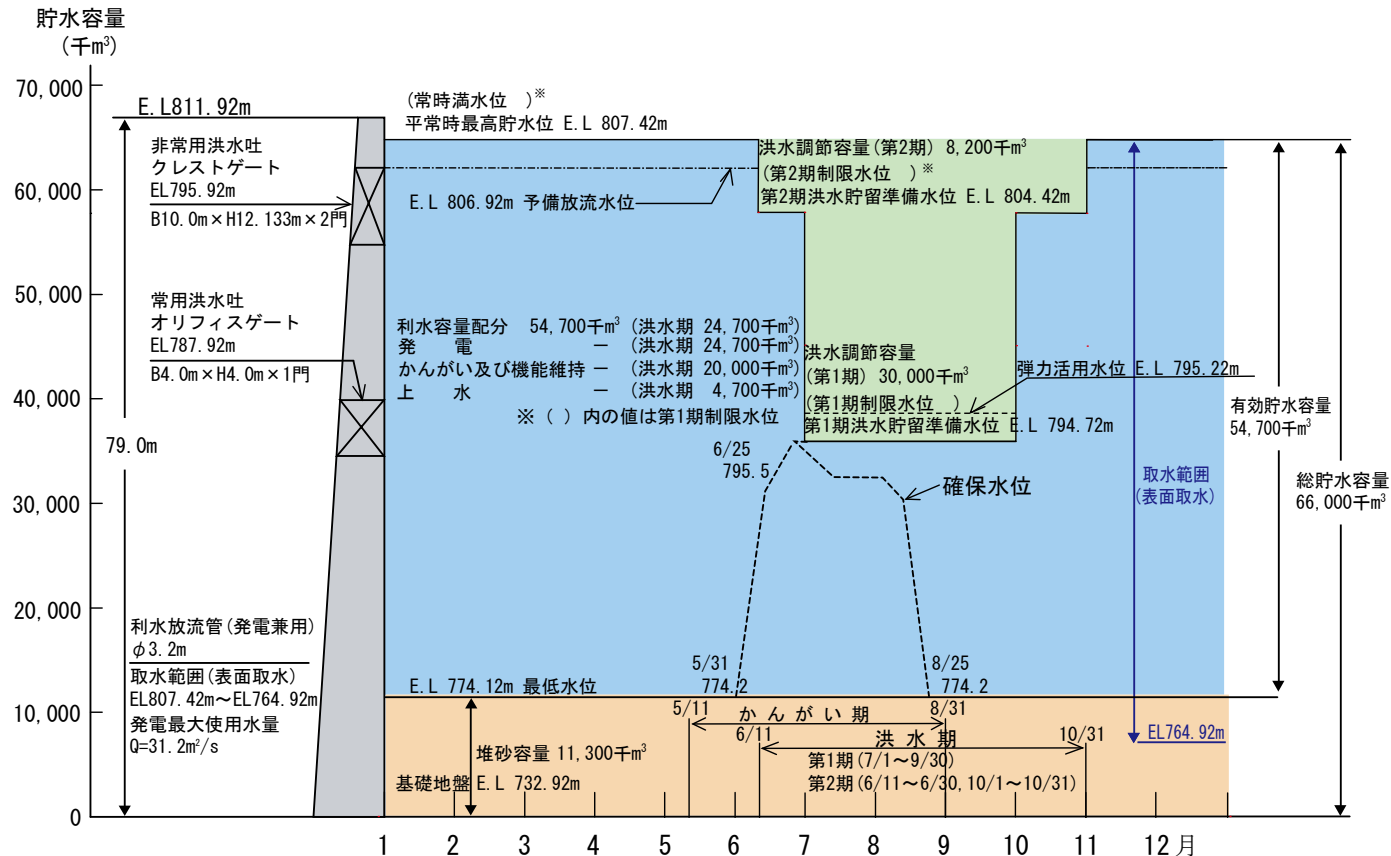 貯水容量
(千m³)
70,000
60,000
50,000
40,000
30,000
20,000
10,000
0
E.L811.92m
非常用洪水吐
クレストゲート
EL795.92m
B10.0m×H12.133m×2門
常用洪水吐
オリフィスゲート
EL787.92m
B4.0m×H4.0m×1門
79.0m
利水放流管(発電兼用)
φ3.2m
取水範囲(表面取水)
EL807.42m～EL764.92m
発電最大使用水量
Q=31.2m²/s
(常時満水位 )※
平常時最高貯水位 E.L 807.42m
E.L 806.92m 予備放流水位
洪水調節容量(第2期) 8,200千m³
(第2期制限水位 )※
第2期洪水貯留準備水位 E.L 804.42m
利水容量配分 54,700千m³ (洪水期 24,700千m³)
発 電 － (洪水期 24,700千m³)
かんがい及び機能維持 － (洪水期 20,000千m³)
上 水 － (洪水期 4,700千m³)
※ ( ) 内の値は第1期制限水位
洪水調節容量
(第1期) 30,000千m³
(第1期制限水位 )
第1期洪水貯留準備水位 E.L 794.72m
弾力活用水位 E.L 795.22m
6/25
795.5
確保水位
5/31
774.2
8/25
774.2
E.L 774.12m 最低水位
5/11
かんがい期
8/31
6/11
洪水期
10/31
第1期(7/1～9/30)
第2期(6/11～6/30,10/1～10/31)
堆砂容量 11,300千m³
基礎地盤 E.L 732.92m
取水範囲
(表面取水)
EL764.92m
有効貯水容量
54,700千m³
総貯水容量
66,000千m³
1 2 3 4 5 6 7 8 9 10 11 12月